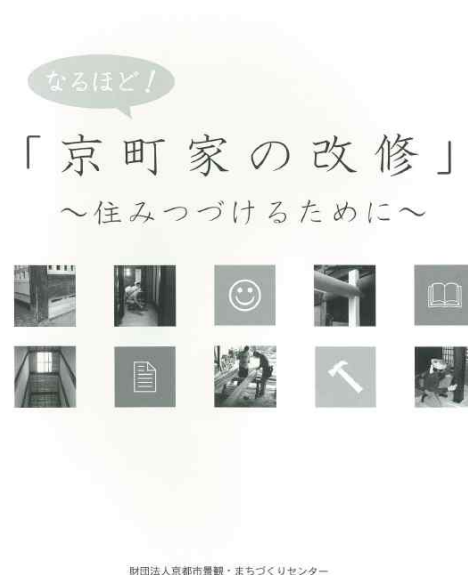 なるほど！
「京町家の改修」
～住みつづけるために～
財団法人京都市景観・まちづくりセンター